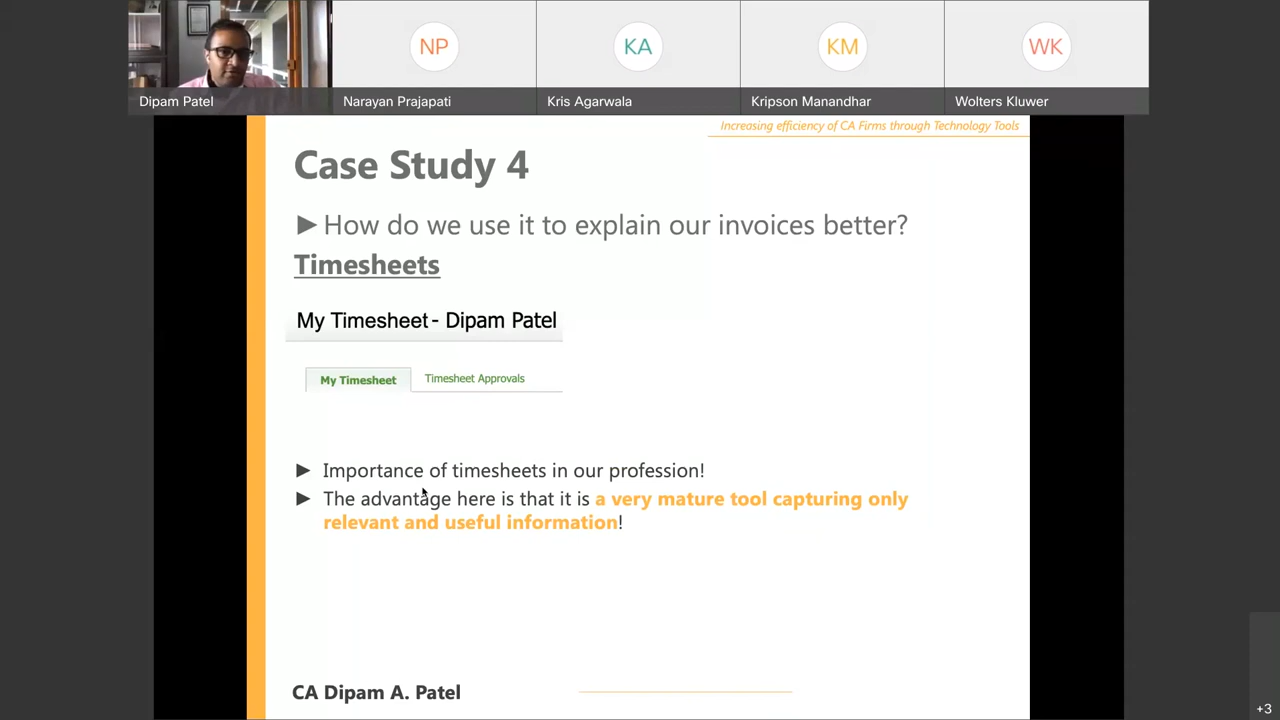 NP
KA
KM
WK
Dipam Patel
Narayan Prajapati
Kris Agarwala
Kripson Manandhar
Wolters Kluwer
Increasing efficiency of CA Firms through Technology Tools
Case Study 4
►How do we use it to explain our invoices better?
Timesheets
My Timesheet - Dipam Patel
My Timesheet
Timesheet Approvals
► Importance of timesheets in our profession!
► The advantage here is that it is a very mature tool capturing only
relevant and useful information!
CA Dipam A. Patel
+3